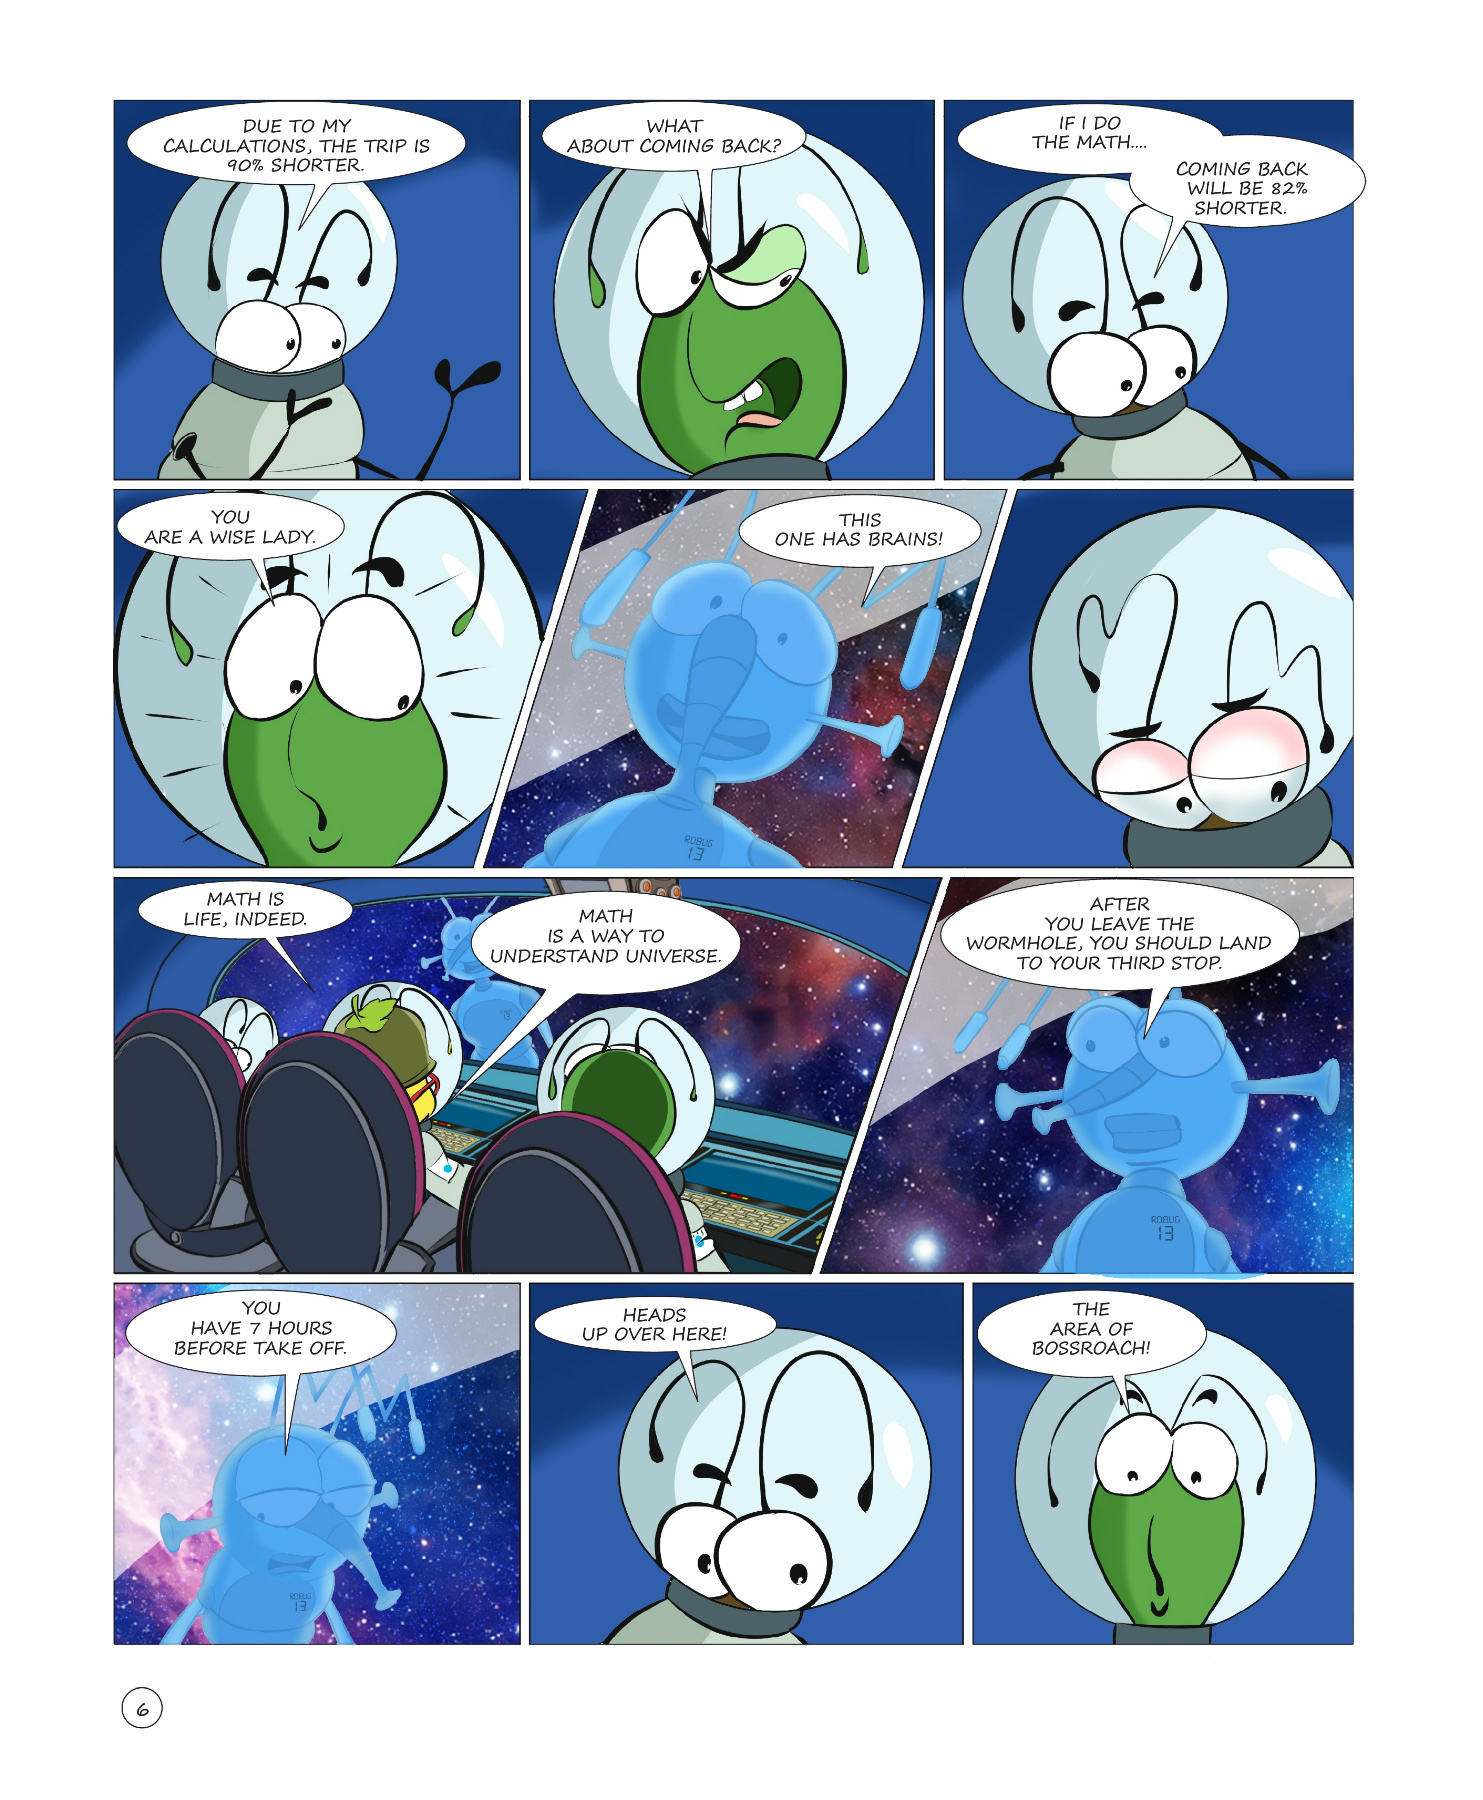 DUE TO MY
CALCULATIONS, THE TRIP IS
90% SHORTER.
WHAT
ABOUT COMING BACK?
IF I DO
THE MATH....
COMING BACK
WILL BE 82%
SHORTER.
YOU
ARE A WISE LADY.
THIS
ONE HAS BRAINS!
ROBUG
13
MATH IS
LIFE, INDEED.
MATH
IS A WAY TO
UNDERSTAND UNIVERSE.
13
AFTER
YOU LEAVE THE
WORMHOLE, YOU SHOULD LAND
TO YOUR THIRD STOP.
ROBUG
13
YOU
HAVE 7 HOURS
BEFORE TAKE OFF.
ROBUG
13
HEADS
UP OVER HERE!
THE
AREA OF
BOSSROACH!
6